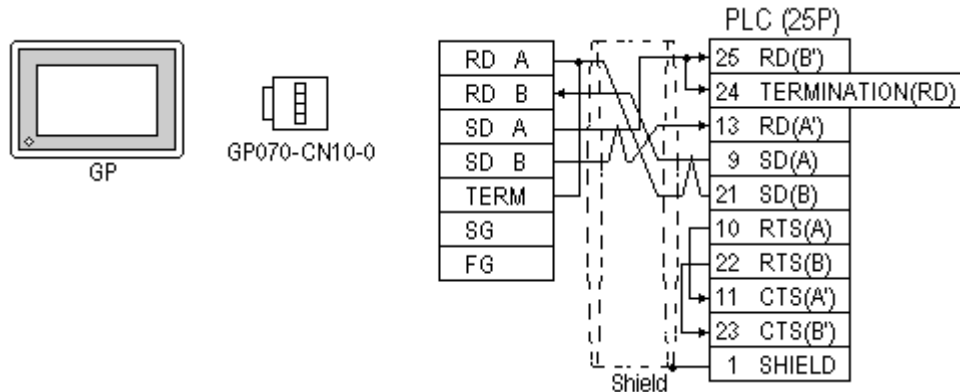 PLC (25P)
RD A
RD B
SD A
SD B
TERM
SG
FG
GP
GP070-CN10-0
25 RD(B')
24 TERMINATION(RD)
13 RD(A')
9 SD(A)
21 SD(B)
10 RTS(A)
22 RTS(B)
11 CTS(A')
23 CTS(B')
1 SHIELD
Shield